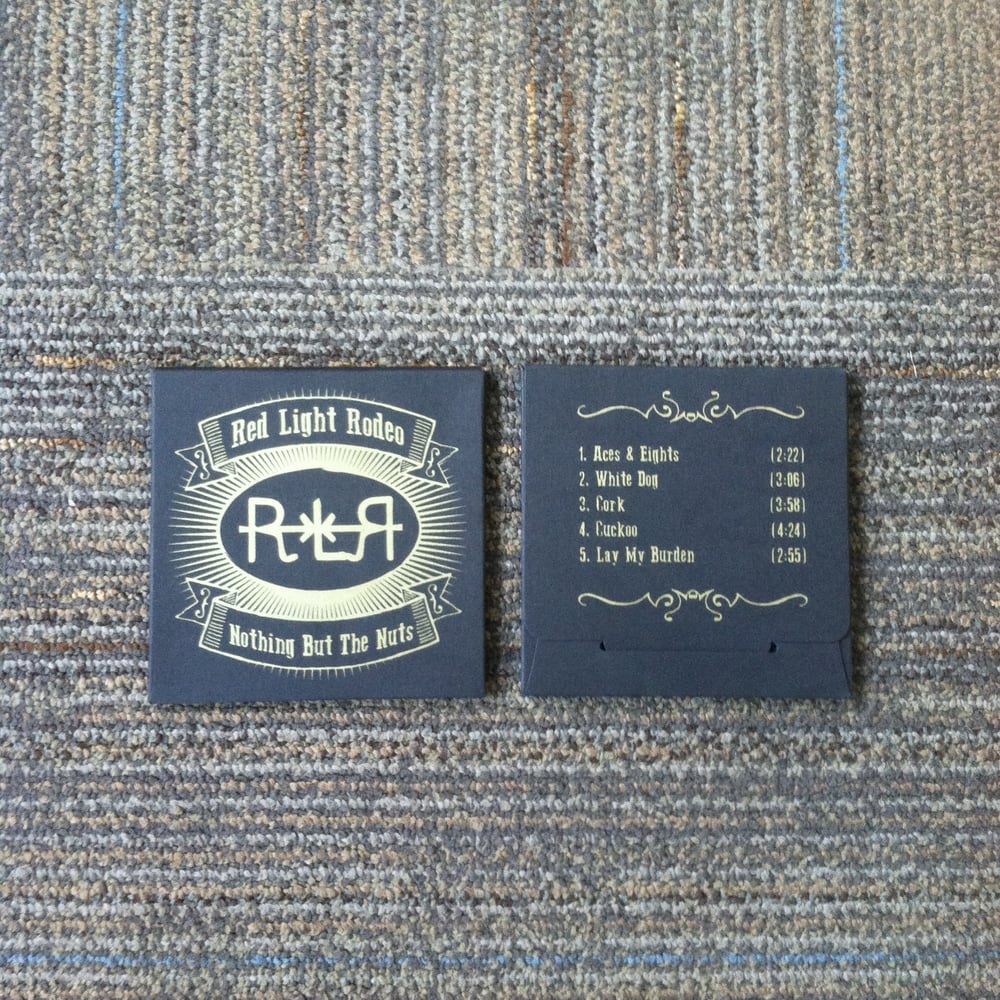 Red Light Rodeo
RLR
Nothing But The Nuts
1. Aces & Eights (2:22)
2. White Dog (3:06)
3. Cork (3:58)
4. Cuckoo (4:24)
5. Lay My Burden (2:55)